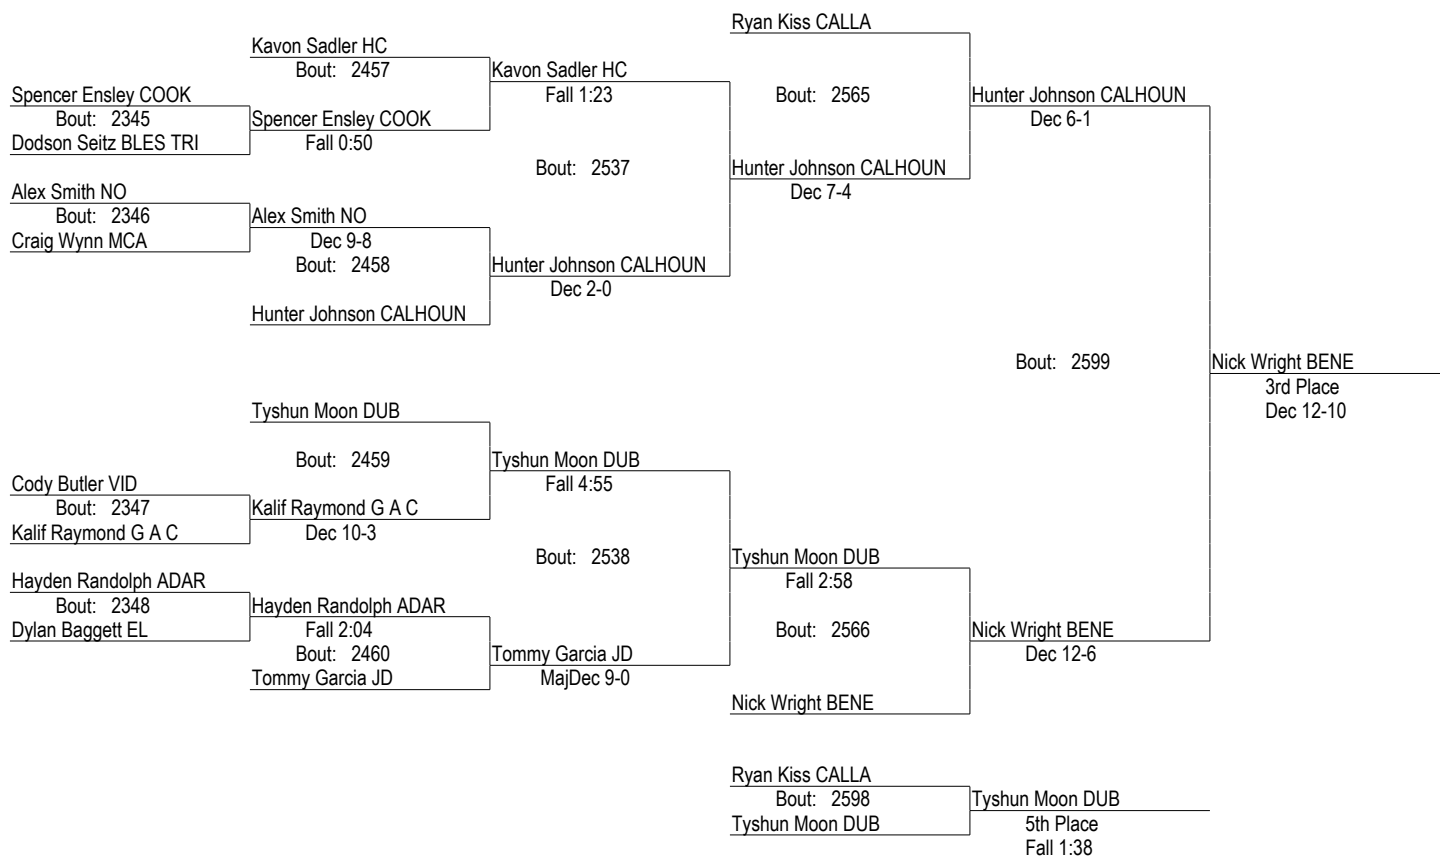 Ryan Kiss CALLA
Kavon Sadler HC
Bout: 2457
Kavon Sadler HC
Spencer Ensley COOK
Fall 1:23
Bout: 2565
Hunter Johnson CALHOUN
Bout: 2345
Spencer Ensley COOK
Dec 6-1
Dodson Seitz BLES TRI
Fall 0:50
Bout: 2537
Hunter Johnson CALHOUN
Alex Smith NO
Dec 7-4
Bout: 2346
Alex Smith NO
Craig Wynn MCA
Dec 9-8
Bout: 2458
Hunter Johnson CALHOUN
Dec 2-0
Hunter Johnson CALHOUN
Bout: 2599
Nick Wright BENE
3rd Place
Dec 12-10
Tyshun Moon DUB
Bout: 2459
Tyshun Moon DUB
Cody Butler VID
Fall 4:55
Bout: 2347
Kalif Raymond G A C
Kalif Raymond G A C
Dec 10-3
Bout: 2538
Tyshun Moon DUB
Hayden Randolph ADAR
Fall 2:58
Bout: 2348
Hayden Randolph ADAR
Dylan Baggett EL
Fall 2:04
Bout: 2566
Nick Wright BENE
Bout: 2460
Tommy Garcia JD
Dec 12-6
Tommy Garcia JD
MajDec 9-0
Nick Wright BENE
Ryan Kiss CALLA
Bout: 2598
Tyshun Moon DUB
Tyshun Moon DUB
5th Place
Fall 1:38